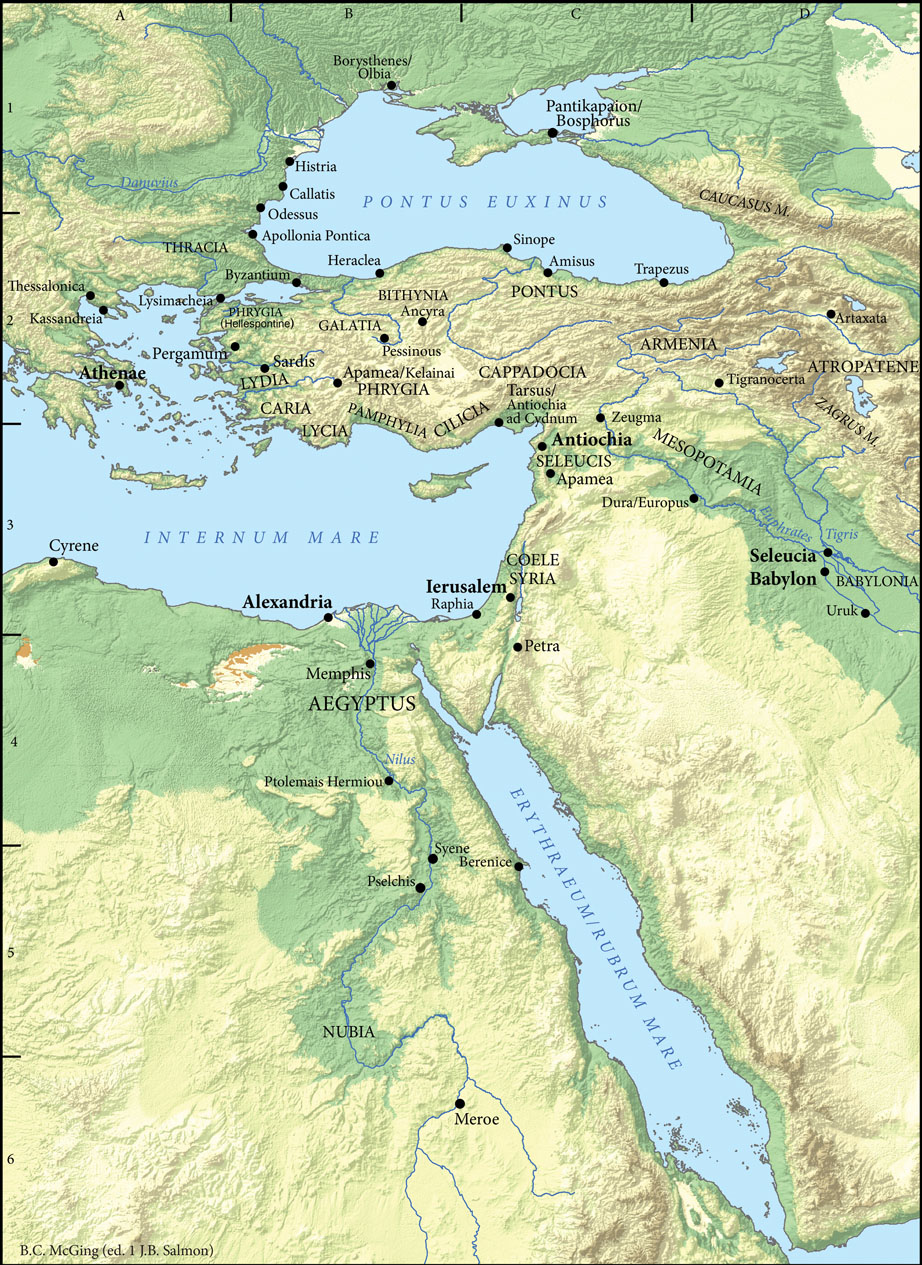 A
B
C
D
1
Borysthenes/
Olbia
Pantikapaion/
Bosphorus
Histria
Danuvius
Callatis
Odessus
PONTUS EUXINUS
CAUCASUS M.
Apollonia Pontica
THRACIA
Sinope
Heraclea
Amisus
Byzantium
Trapezus
Thessalonica
Lysimacheia
BITHYNIA
PONTUS
Kassandreia
PHRYGIA
(Hellespontine)
Ancyra
Artaxata
2
GALATIA
Pergamum
Pessinous
ARMENIA
Sardis
Athenae
LYDIA
Apamea/Kelainai
PHRYGIA
CAPPADOCIA
ATROPATENE
Tigranocerta
Tarsus/
Antiochia
ad Cydnum
CARIA
PAMPHYLIA
CILICIA
Zeugma
ZAGRUS M.
LYCIA
Antiochia
MESOPOTAMIA
SELEUCIS
Apamea
Dura/Europus
3
INTERNUM MARE
Euphrates
Tigris
Cyrene
COELE
SYRIA
Seleucia
Babylon
BABYLONIA
Ierusalem
Alexandria
Raphia
Uruk
Petra
Memphis
AEGYPTUS
4
Nilus
Ptolemais Hermiou
ERYTHRAEUM/RUBRUM MARE
Syene
Berenice
Pselchis
5
NUBIA
Meroe
6
B.C. McGing (ed. 1 J.B. Salmon)